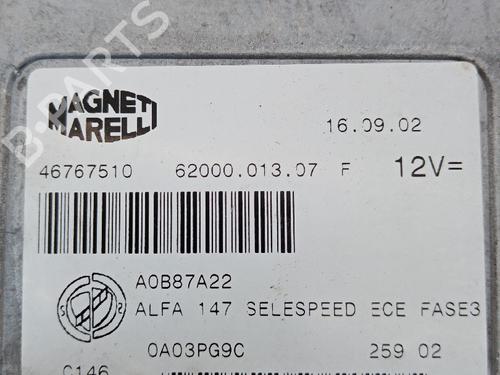 MAGNETI
MARELLI
16.09.02
46767510 62000.013.07 F 12V=
A0B87A22
ALFA 147 SELESPEED ECE FASE3
0A03PG9C 259 02
C146
B-PARTS